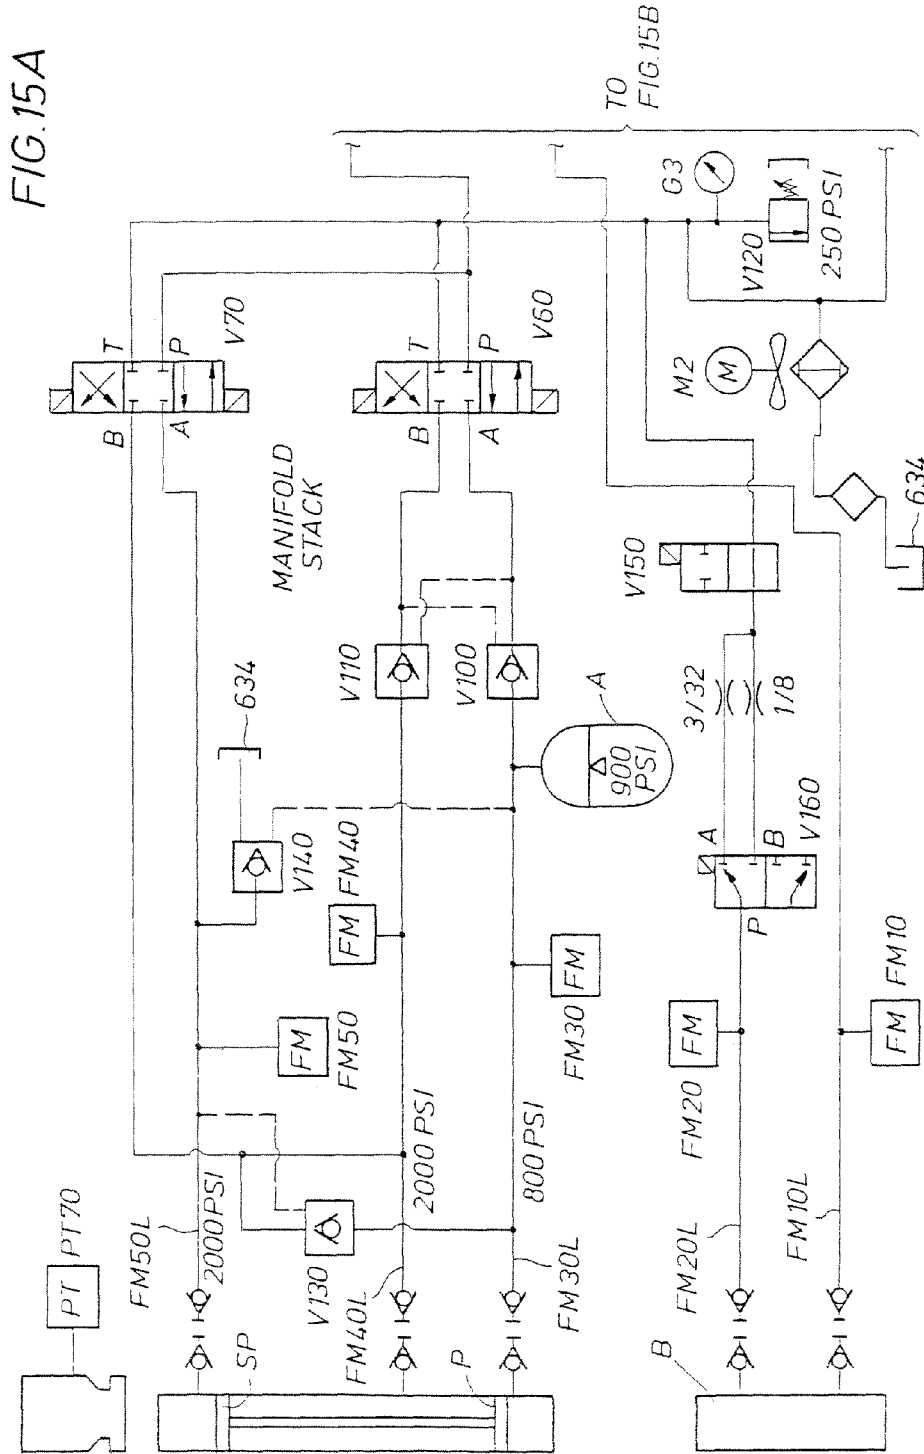 FIG.15A
TO
FIG.15B
G3
V120
250 PSI
T
P
V70
B
A
T
P
V60
B
A
M2
M
634
MANIFOLD
STACK
V150
634
V110
V100
A
3/32
1/8
900
PSI
V140
A
B
V160
P
FM
FM40
FM
FM50
FM
FM30
FM
FM20
FM
FM10
2000 PSI
2000 PSI
800 PSI
PT
PT70
FM50L
V130
FM40L
FM30L
FM20L
FM10L
SP
P
B